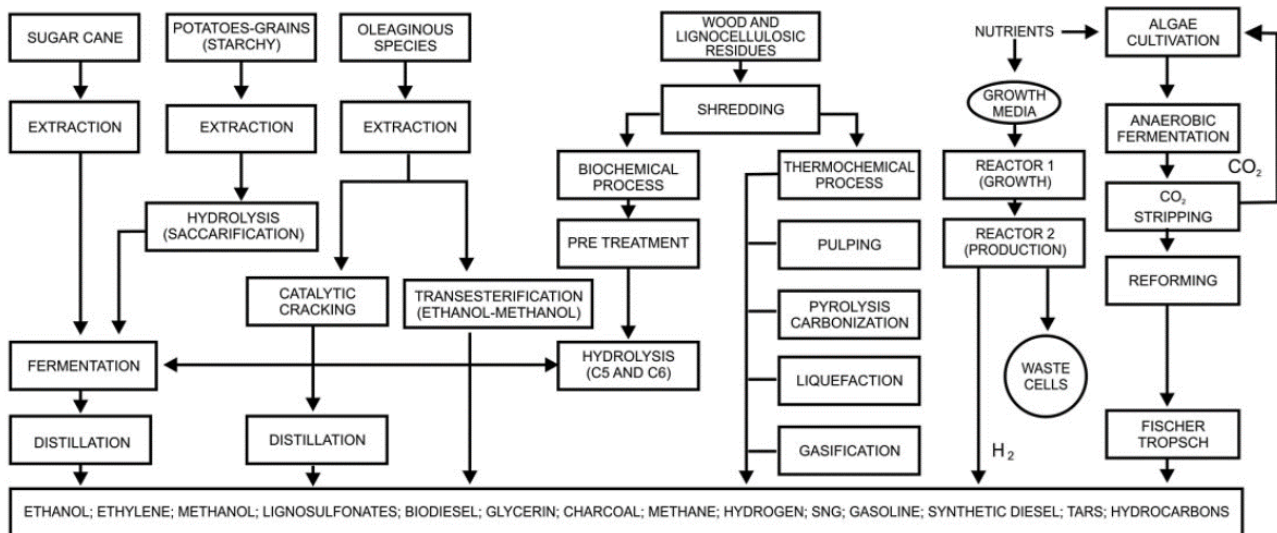 SUGAR CANE
POTATOES-GRAINS
(STARCHY)
OLEAGINOUS
SPECIES
WOOD AND
LIGNOCELLULOSIC
RESIDUES
NUTRIENTS
ALGAE
CULTIVATION
EXTRACTION
EXTRACTION
EXTRACTION
SHREDDING
GROWTH
MEDIA
ANAEROBIC
FERMENTATION
BIOCHEMICAL
PROCESS
THERMOCHEMICAL
PROCESS
REACTOR 1
(GROWTH)
CO₂
CO₂
STRIPPING
HYDROLYSIS
(SACCARIFICATION)
PRE TREATMENT
PULPING
REACTOR 2
(PRODUCTION)
REFORMING
CATALYTIC
CRACKING
TRANSESTERIFICATION
(ETHANOL-METHANOL)
PYROLYSIS
CARBONIZATION
FERMENTATION
HYDROLYSIS
(C5 AND C6)
LIQUEFACTION
WASTE
CELLS
DISTILLATION
DISTILLATION
GASIFICATION
H₂
FISCHER
TROPSCH
ETHANOL; ETHYLENE; METHANOL; LIGNOSULFONATES; BIODIESEL; GLYCERIN; CHARCOAL; METHANE; HYDROGEN; SNG; GASOLINE; SYNTHETIC DIESEL; TARS; HYDROCARBONS